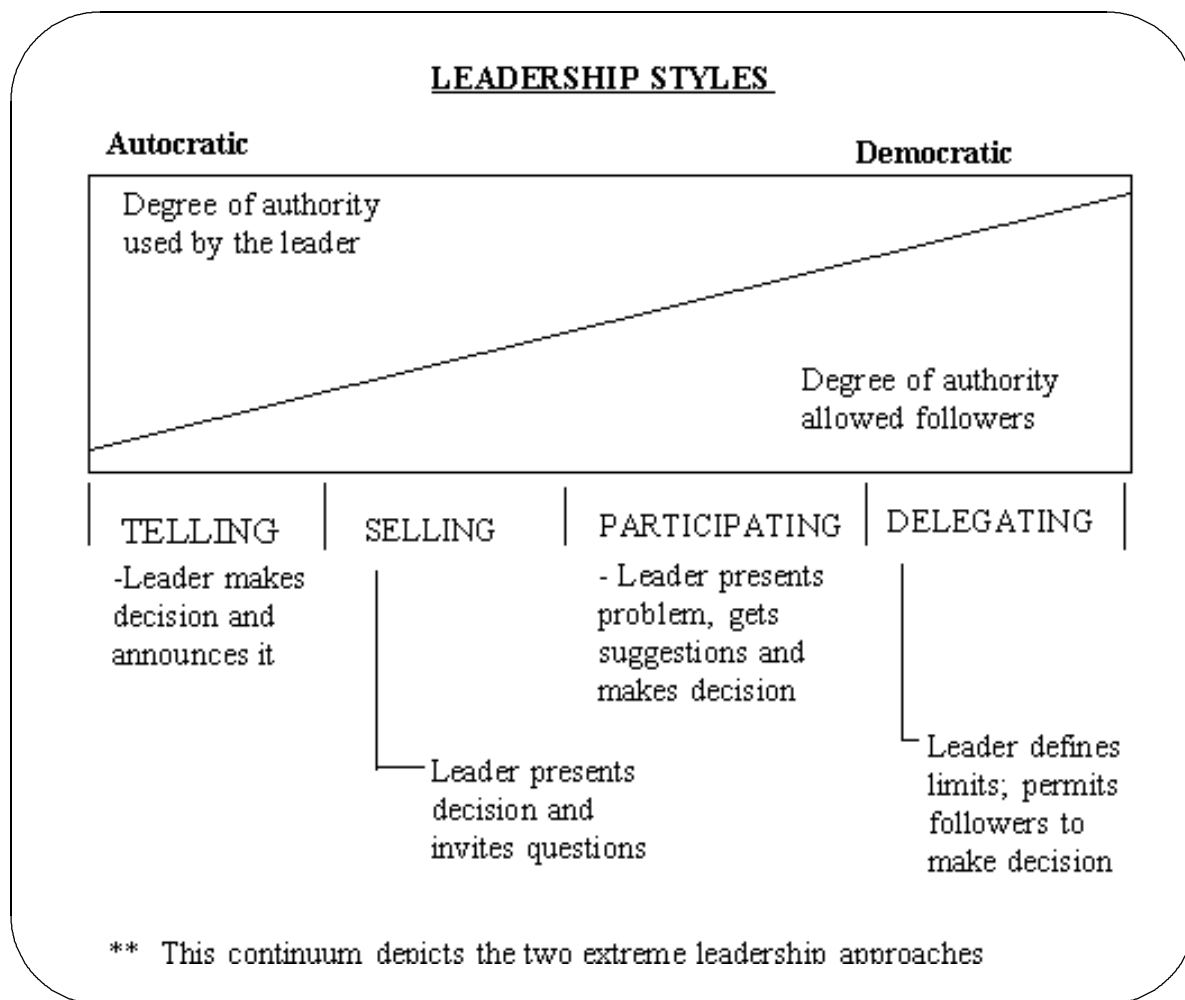 LEADERSHIP STYLES
Autocratic
Democratic
Degree of authority
used by the leader
Degree of authority
allowed followers
TELLING
SELLING
PARTICIPATING
DELEGATING
-Leader makes
decision and
announces it
Leader presents
decision and
invites questions
- Leader presents
problem, gets
suggestions and
makes decision
Leader defines
limits; permits
followers to
make decision
** This continuum depicts the two extreme leadership approaches